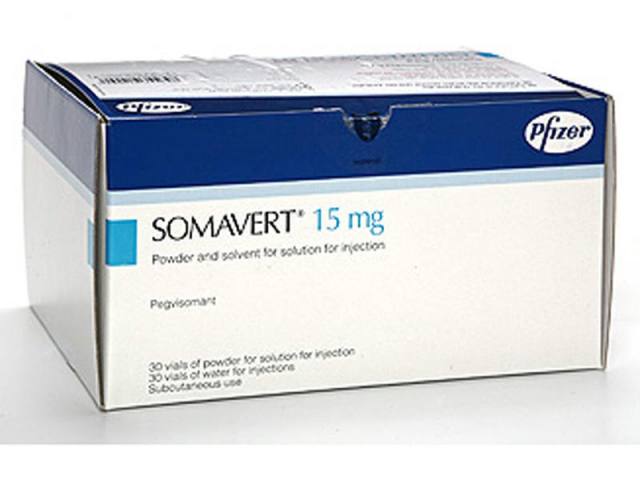 Pfizer
Pfizer
SOMAVERT® 15 mg
Powder and solvent for solution for injection
Pegvisomant
30 vials of powder for solution for injection
30 vials of water for injections
Subcutaneous use